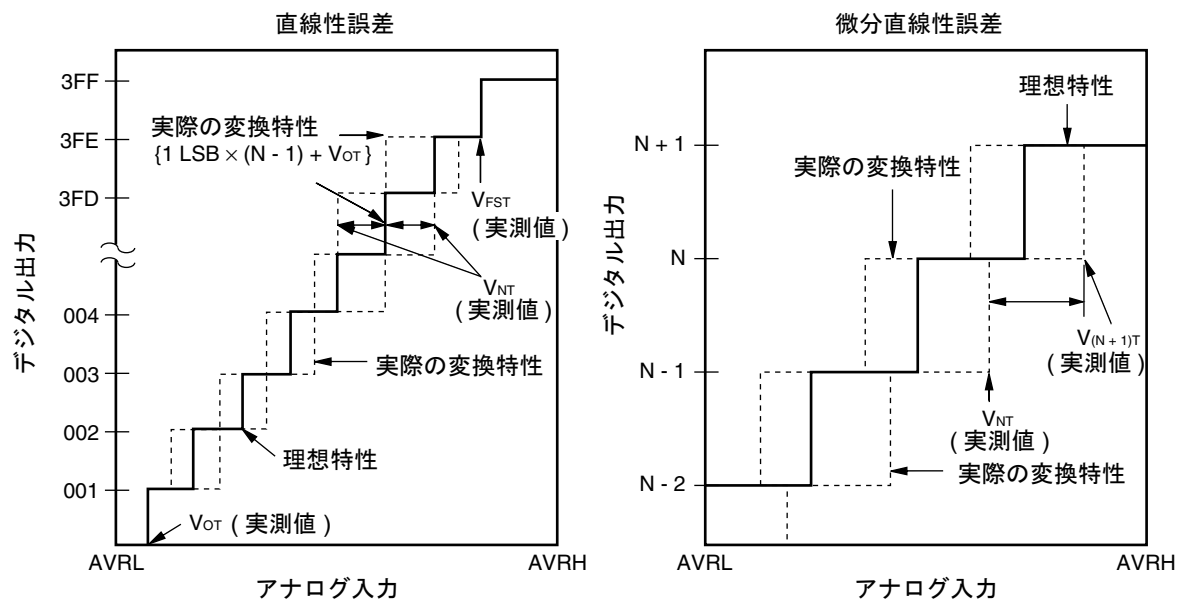 直線性誤差
3FF
3FE
3FD
004
003
002
001
デジタル出力
実際の変換特性
{1 LSB × (N - 1) + VOT}
VFST
(実測値)
VNT
(実測値)
実際の変換特性
理想特性
VOT (実測値)
AVRL
AVRH
アナログ入力
微分直線性誤差
N + 1
N
N - 1
N - 2
デジタル出力
理想特性
実際の変換特性
V(N + 1)T
(実測値)
VNT
(実測値)
実際の変換特性
AVRL
AVRH
アナログ入力